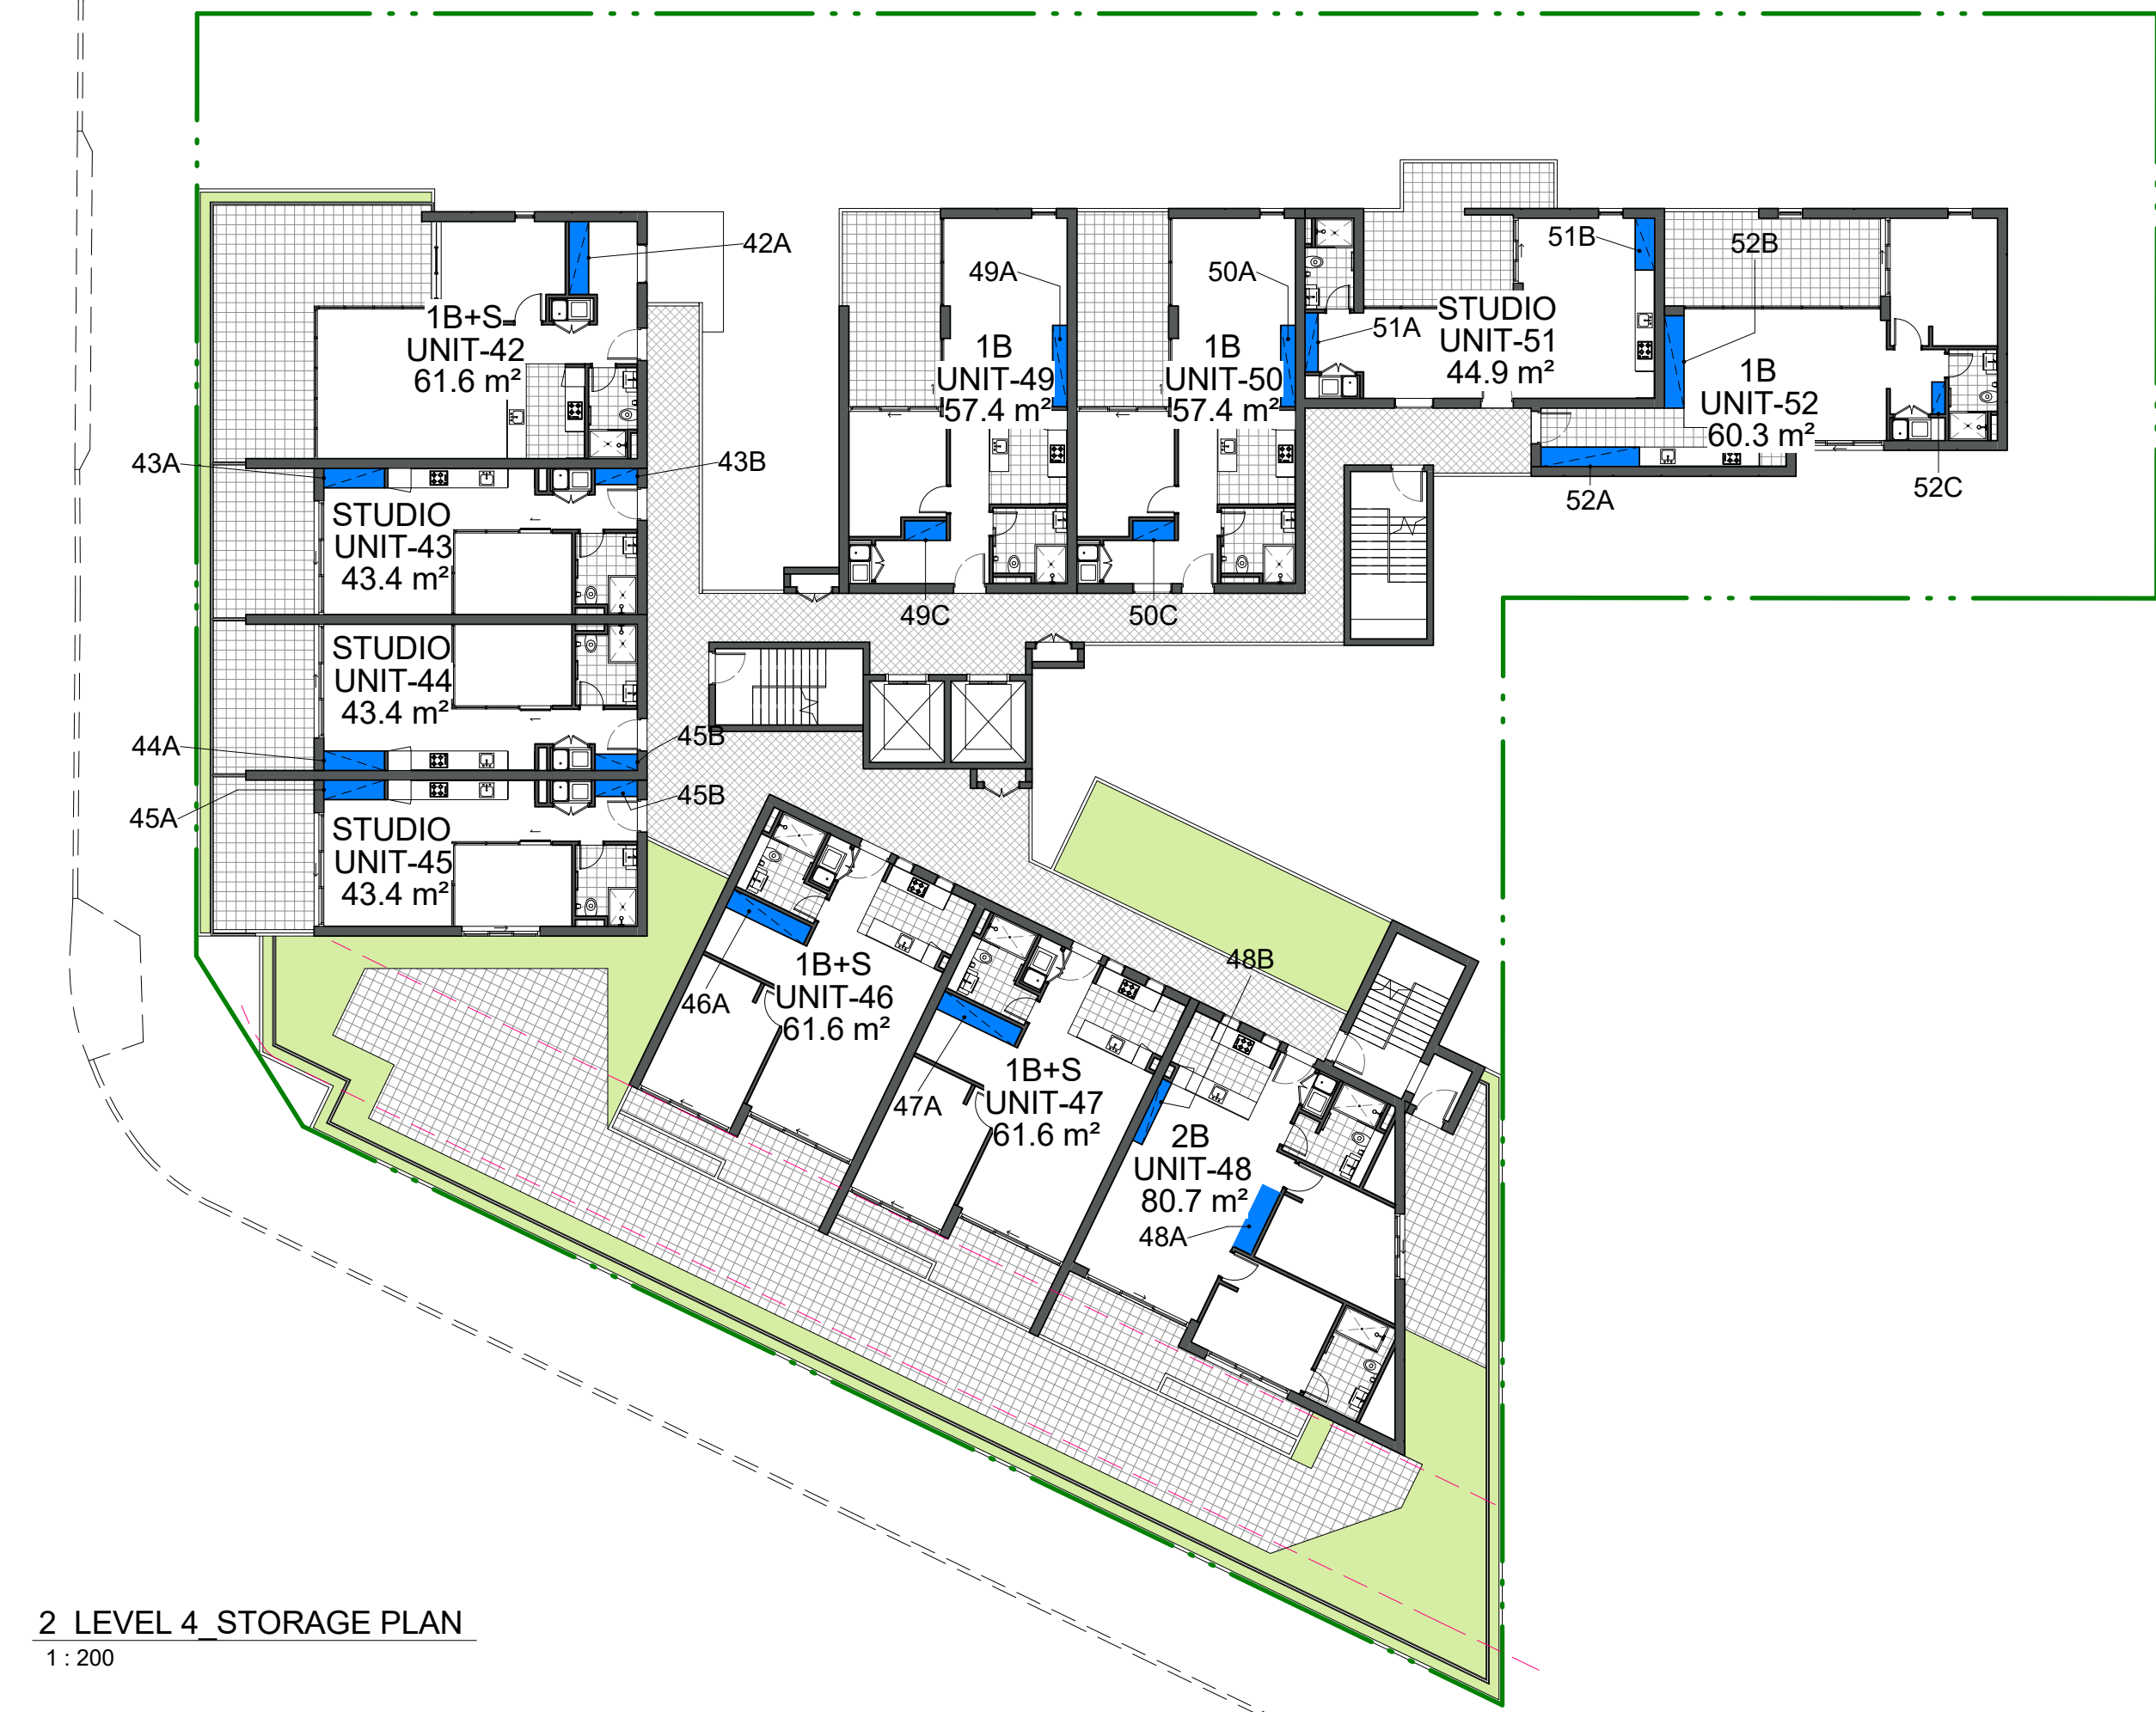 42A
1B+S
UNIT-42
61.6 m²
49A
50A
51B
52B
1B
UNIT-49
57.4 m²
1B
UNIT-50
57.4 m²
51A
STUDIO
UNIT-51
44.9 m²
1B
UNIT-52
60.3 m²
52A
52C
43A
43B
STUDIO
UNIT-43
43.4 m²
49C
50C
STUDIO
UNIT-44
43.4 m²
44A
45B
45A
45B
STUDIO
UNIT-45
43.4 m²
46A
1B+S
UNIT-46
61.6 m²
48B
47A
1B+S
UNIT-47
61.6 m²
2B
UNIT-48
80.7 m²
48A
2 LEVEL 4_STORAGE PLAN
1 : 200